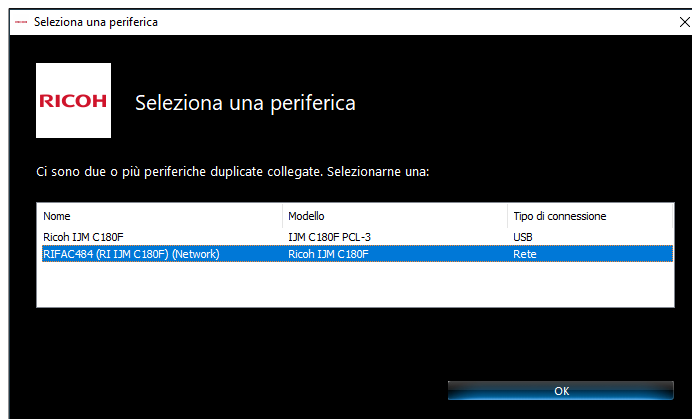 Seleziona una periferica
RICOH
Seleziona una periferica
Ci sono due o più periferiche duplicate collegate. Selezionarne una:
Nome Modello Tipo di connessione
Ricoh IJM C180F IJM C180F PCL-3 USB
RIFAC484 (RI IJM C180F) (Network) Ricoh IJM C180F Rete
OK